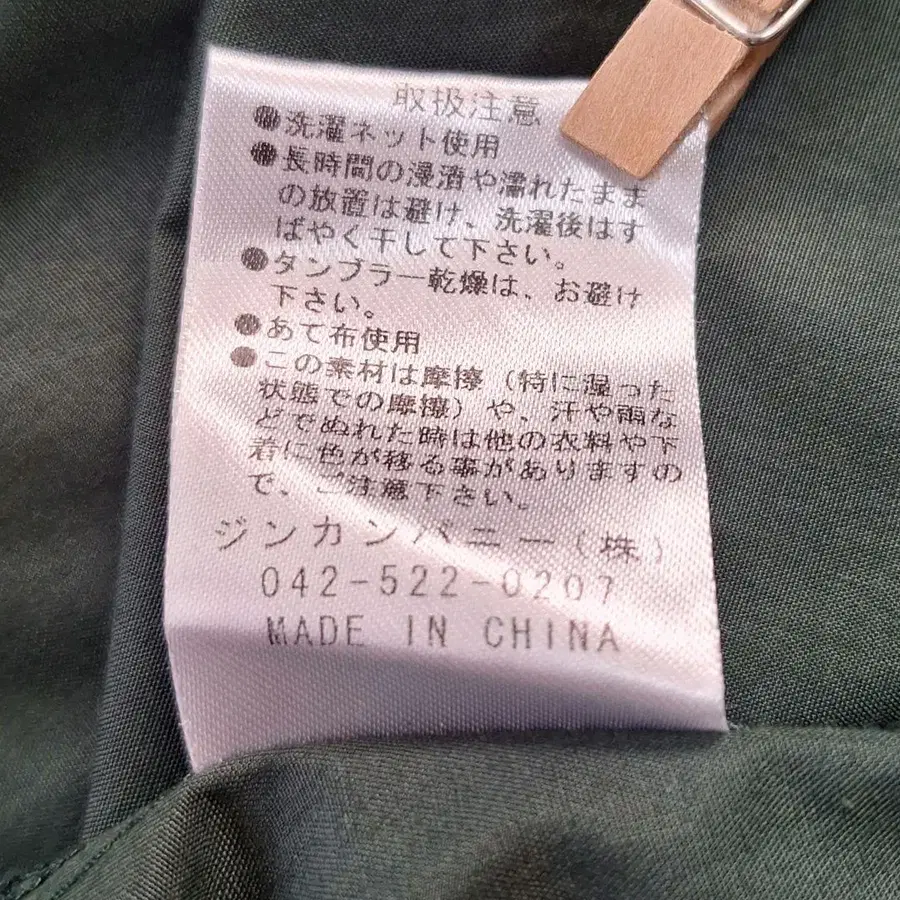 取扱注意
●洗濯ネット使用
●長時間の浸漬や濡れたまま
の放置は避け、洗濯後はす
ばやく干して下さい。
●タンブラー乾燥は、お避け
下さい。
●あて布使用
●この素材は摩擦（特に湿った
状態での摩擦）や、汗や雨な
どでぬれた時は他の衣料や下
着に色が移る事がありますの
で、ご注意下さい。
ジンカンパニー(株)
042-522-0207
MADE IN CHINA